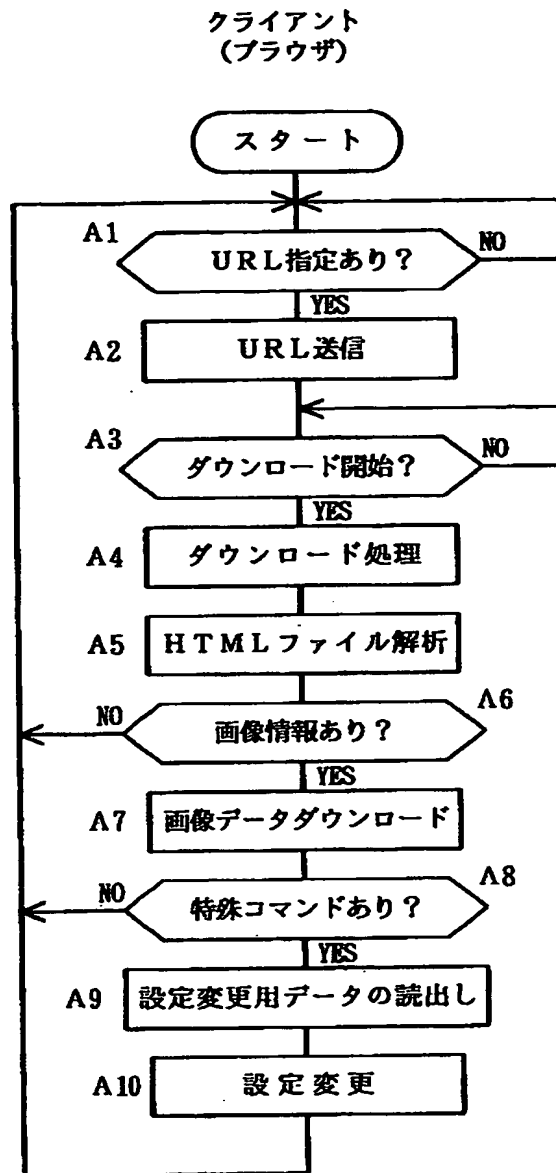 クライアント
(ブラウザ)
スタート
A1
URL指定あり?
NO
YES
A2
URL送信
A3
ダウンロード開始?
NO
YES
A4
ダウンロード処理
A5
HTMLファイル解析
A6
NO
画像情報あり?
YES
A7
画像データダウンロード
A8
NO
特殊コマンドあり?
YES
A9
設定変更用データの読出し
A10
設定変更